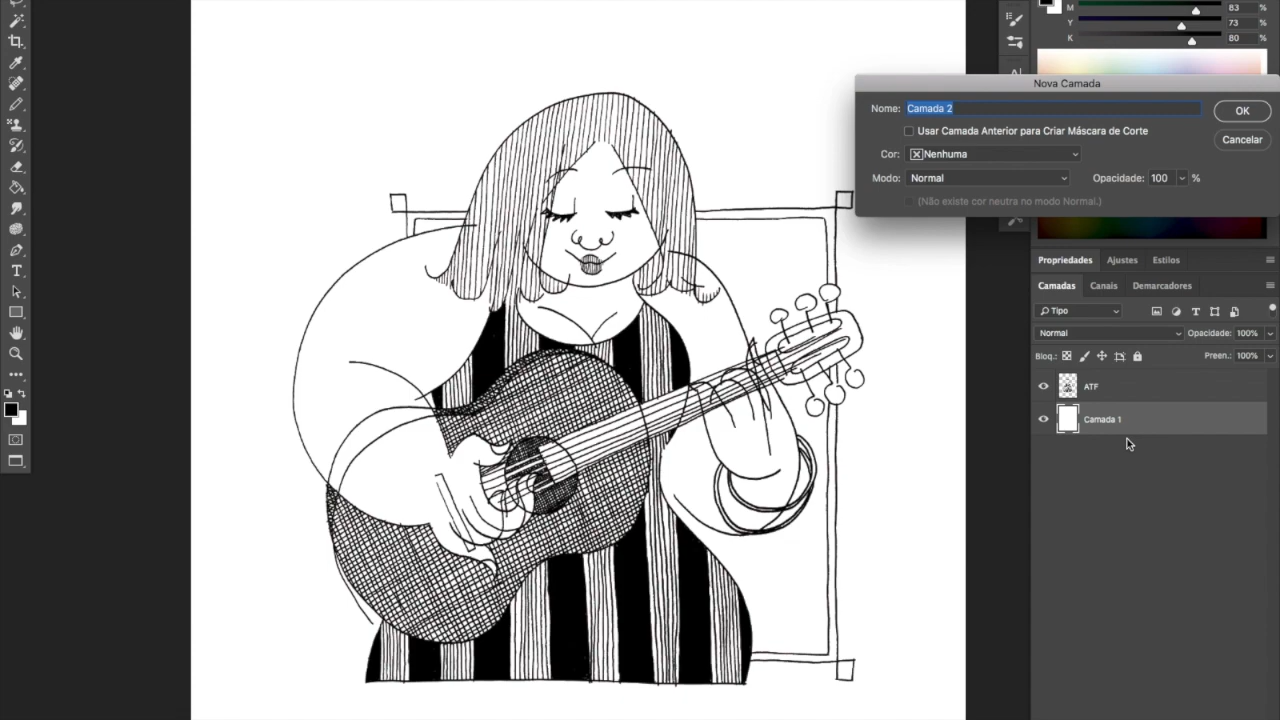 M 83 %
Y 73 %
K 80 %
Nova Camada
Nome: Camada 2
OK
Usar Camada Anterior para Criar Máscara de Corte
Cancelar
Cor: Nenhuma
Modo: Normal Opacidade: 100 %
(Não existe cor neutra no modo Normal.)
Propriedades Ajustes Estilos
Camadas Canais Demarcadores
Tipo
Normal Opacidade: 100%
Bloq.: Preen.: 100%
ATF
Camada 1